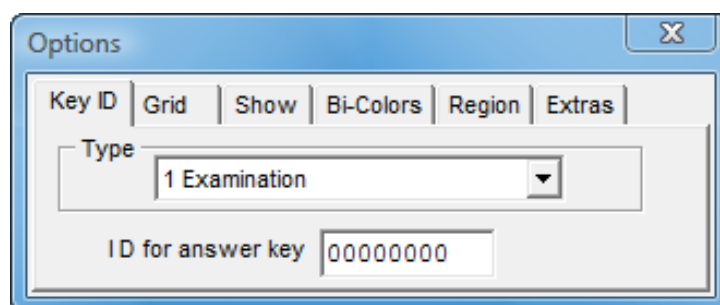 Options
Key ID Grid Show Bi-Colors Region Extras
Type
1 Examination
ID for answer key 00000000